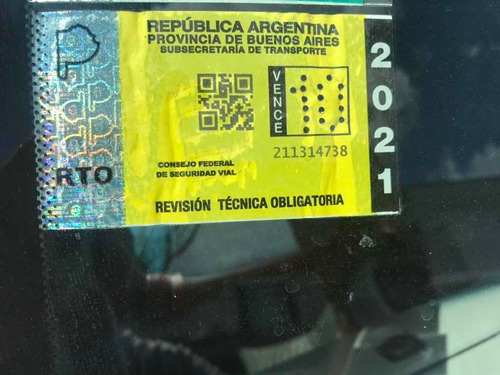 REPÚBLICA ARGENTINA
PROVINCIA DE BUENOS AIRES
SUBSECRETARÍA DE TRANSPORTE
VENCE
10
2021
211314738
CONSEJO FEDERAL
DE SEGURIDAD VIAL
RTO
REVISIÓN TÉCNICA OBLIGATORIA